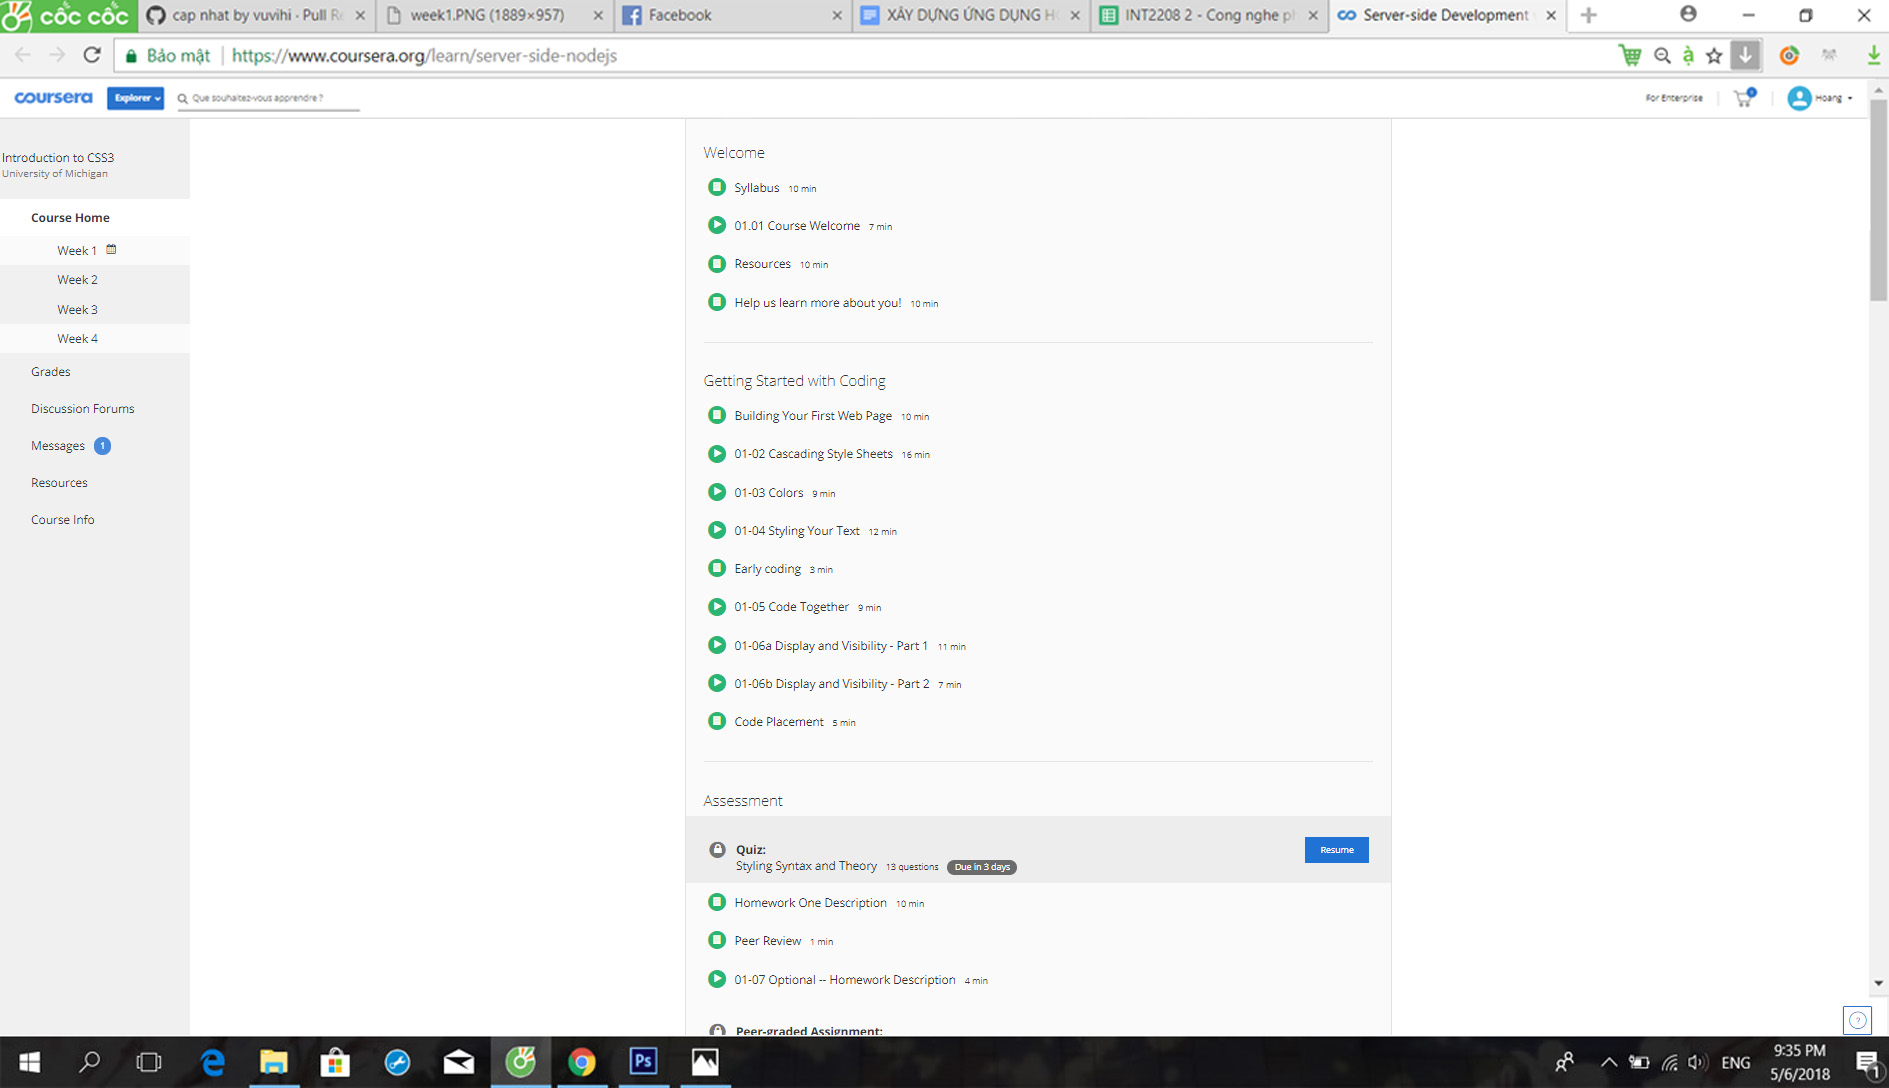 cốc cốc
cap nhat by vuvihi · Pull Re
week1.PNG (1889×957)
Facebook
XÂY DỰNG ỨNG DỤNG HỌ
INT2208 2 - Cong nghe ph
Server-side Development
Bảo mật
https://www.coursera.org/learn/server-side-nodejs
coursera
Explorer
Que souhaitez-vous apprendre ?
For Enterprise
Hoang
Introduction to CSS3
University of Michigan
Course Home
Week 1
Week 2
Week 3
Week 4
Grades
Discussion Forums
Messages 1
Resources
Course Info
Welcome
Syllabus 10 min
01.01 Course Welcome 7 min
Resources 10 min
Help us learn more about you! 10 min
Getting Started with Coding
Building Your First Web Page 10 min
01-02 Cascading Style Sheets 16 min
01-03 Colors 9 min
01-04 Styling Your Text 12 min
Early coding 3 min
01-05 Code Together 9 min
01-06a Display and Visibility - Part 1 11 min
01-06b Display and Visibility - Part 2 7 min
Code Placement 5 min
Assessment
Quiz:
Styling Syntax and Theory 13 questions Due in 3 days
Resume
Homework One Description 10 min
Peer Review 1 min
01-07 Optional -- Homework Description 4 min
Peer-graded Assignment:
?
Ps
ENG
9:35 PM
5/6/2018
1